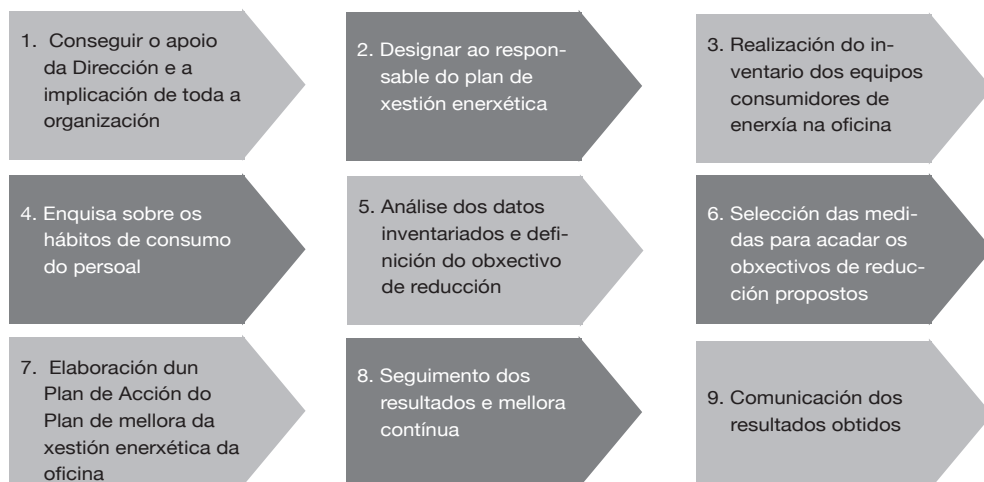 1. Conseguir o apoio
da Dirección e a
implicación de toda a
organización
2. Designar ao respon-
sable do plan de
xestión enerxética
3. Realización do in-
ventario dos equipos
consumidores de
enerxía na oficina
4. Enquisa sobre os
hábitos de consumo
do persoal
5. Análise dos datos
inventariados e defi-
nición do obxectivo
de reducción
6. Selección das medi-
das para acadar os
obxectivos de reduc-
ción propostos
7. Elaboración dun
Plan de Acción do
Plan de mellora da
xestión enerxética da
oficina
8. Seguimento dos
resultados e mellora
contínua
9. Comunicación dos
resultados obtidos